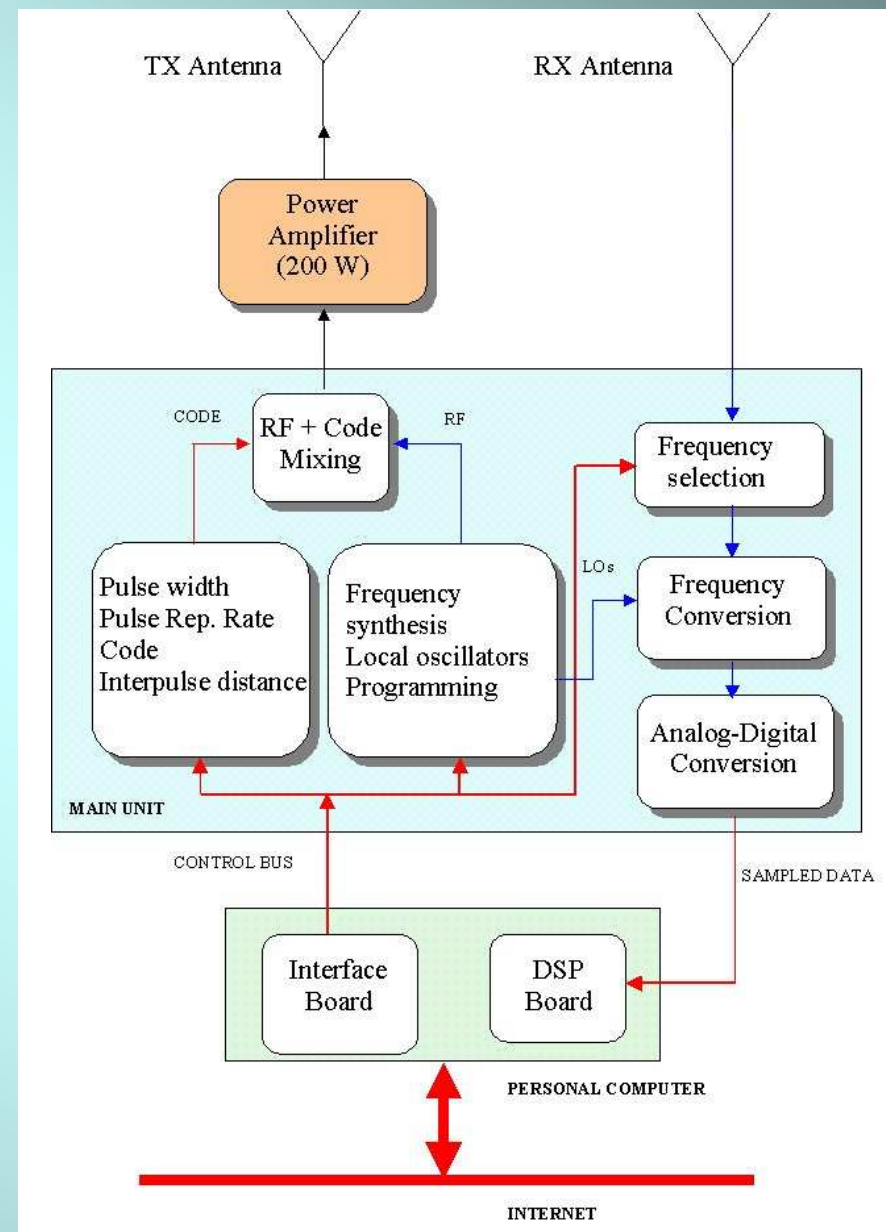 TX Antenna
RX Antenna
Power
Amplifier
(200 W)
CODE
RF + Code
Mixing
RF
Frequency
selection
Pulse width
Pulse Rep. Rate
Code
Interpulse distance
Frequency
synthesis
Local oscillators
Programming
LOs
Frequency
Conversion
Analog-Digital
Conversion
MAIN UNIT
CONTROL BUS
SAMPLED DATA
Interface
Board
DSP
Board
PERSONAL COMPUTER
INTERNET